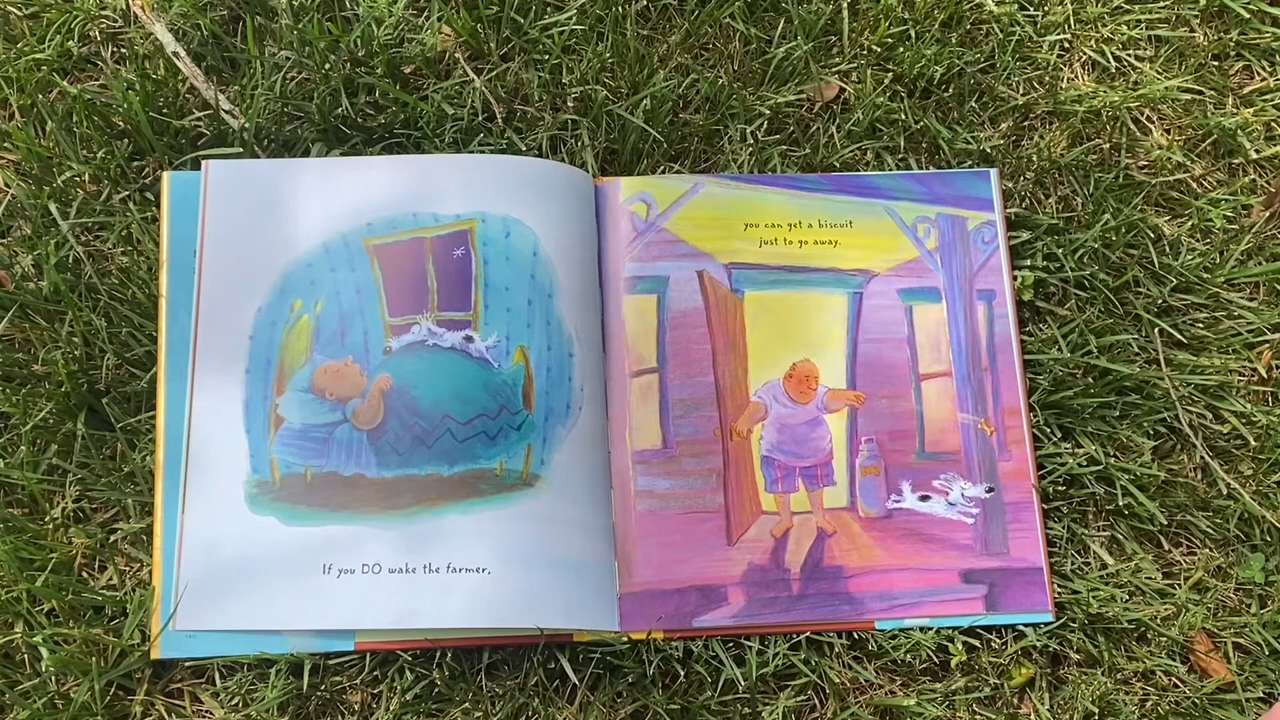 If you DO wake the farmer,
you can get a biscuit
just to go away.